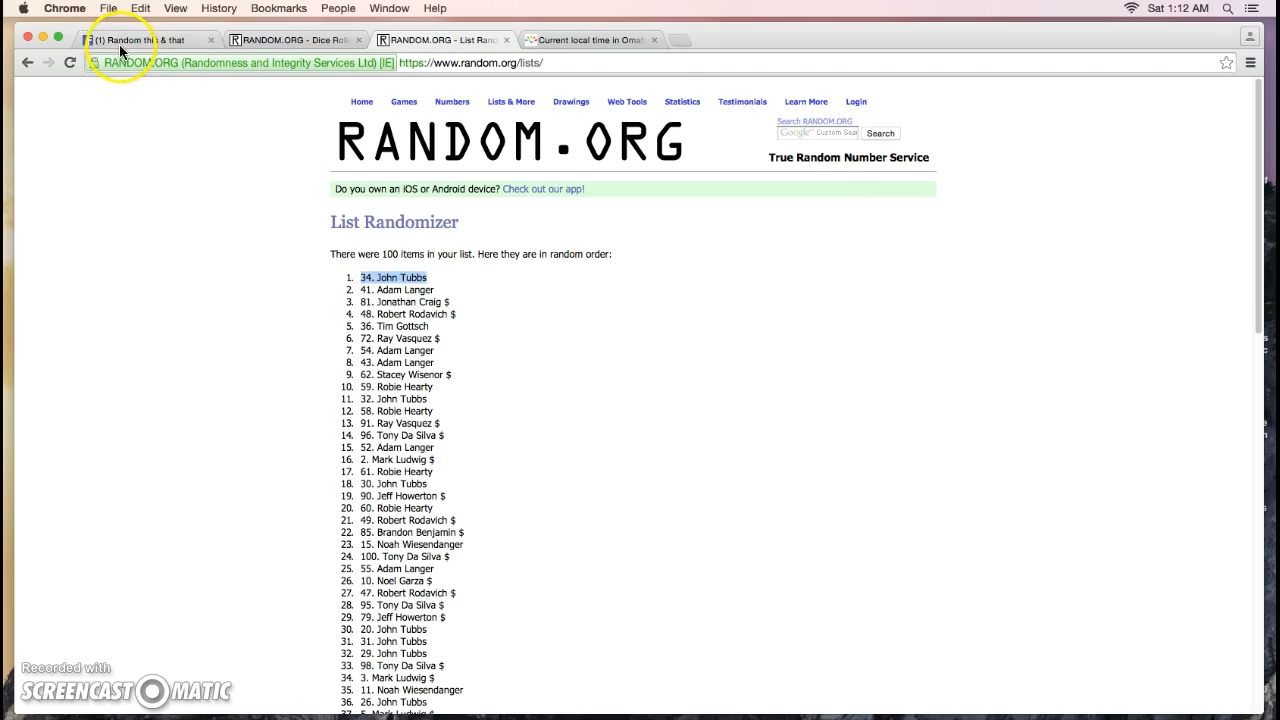 Chrome File Edit View History Bookmarks People Window Help Sat 1:12 AM
(1) Random this & that RANDOM.ORG - Dice Rolle RANDOM.ORG - List Rand Current local time in Omah
RANDOM.ORG (Randomness and Integrity Services Ltd) [IE] https://www.random.org/lists/
Home Games Numbers Lists & More Drawings Web Tools Statistics Testimonials Learn More Login
RANDOM.ORG
Search RANDOM.ORG
Google™ Custom Sea Search
True Random Number Service
Do you own an iOS or Android device? Check out our app!
List Randomizer
There were 100 items in your list. Here they are in random order:
1. 34. John Tubbs
2. 41. Adam Langer
3. 81. Jonathan Craig $
4. 48. Robert Rodavich $
5. 36. Tim Gottsch
6. 72. Ray Vasquez $
7. 54. Adam Langer
8. 43. Adam Langer
9. 62. Stacey Wisenor $
10. 59. Robie Hearty
11. 32. John Tubbs
12. 58. Robie Hearty
13. 91. Ray Vasquez $
14. 96. Tony Da Silva $
15. 52. Adam Langer
16. 2. Mark Ludwig $
17. 61. Robie Hearty
18. 30. John Tubbs
19. 90. Jeff Howerton $
20. 60. Robie Hearty
21. 49. Robert Rodavich $
22. 85. Brandon Benjamin $
23. 15. Noah Wiesendanger
24. 100. Tony Da Silva $
25. 55. Adam Langer
26. 10. Noel Garza $
27. 47. Robert Rodavich $
28. 95. Tony Da Silva $
29. 79. Jeff Howerton $
30. 20. John Tubbs
31. 31. John Tubbs
32. 29. John Tubbs
33. 98. Tony Da Silva $
34. 3. Mark Ludwig $
35. 11. Noah Wiesendanger
36. 26. John Tubbs
37. 5. Mark Ludwig $
Recorded with
SCREENCAST MATIC